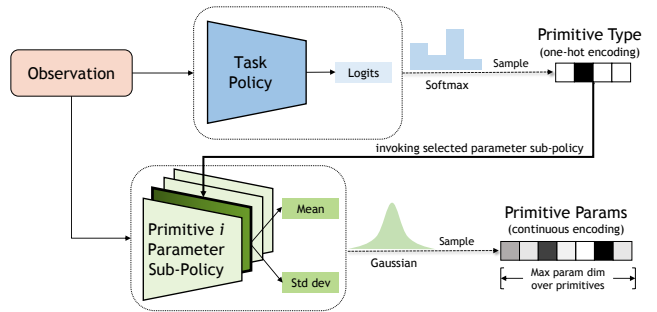 Observation
Task
Policy
Logits
Softmax
Sample
Primitive Type
(one-hot encoding)
invoking selected parameter sub-policy
Primitive i
Parameter
Sub-Policy
Mean
Std dev
Gaussian
Sample
Primitive Params
(continuous encoding)
Max param dim
over primitives